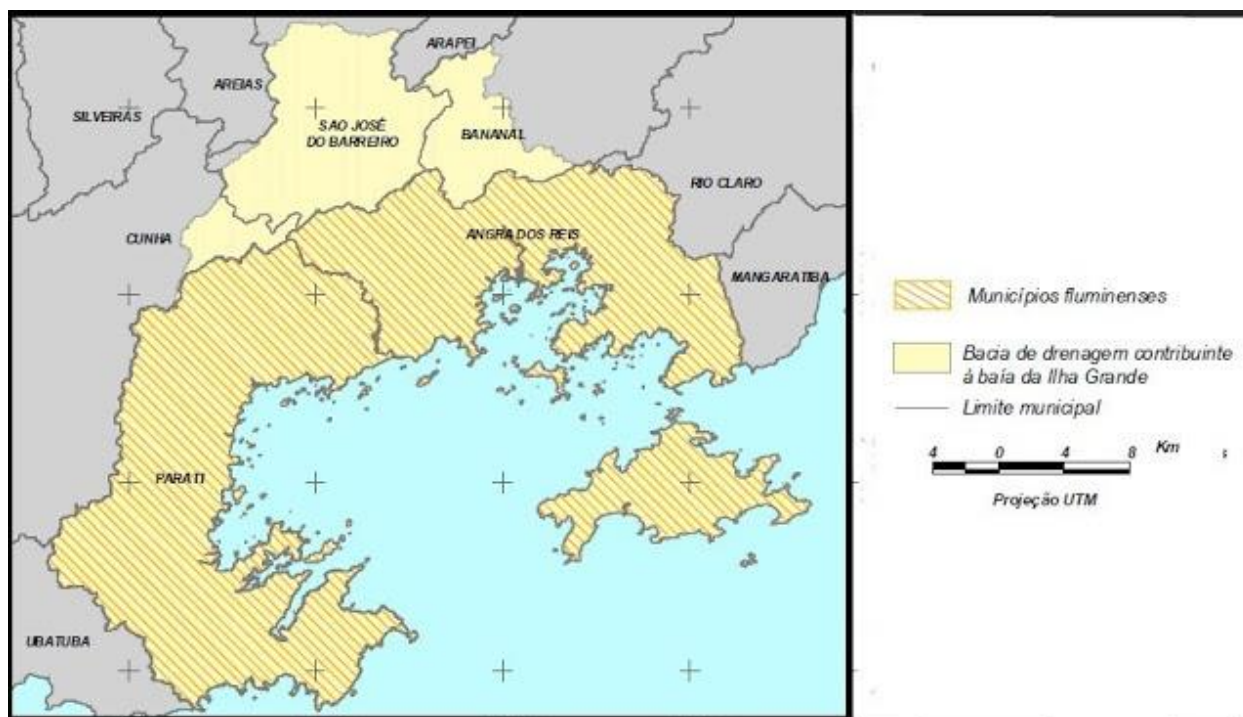 ARAPEI
AREIAS
SILVEIRAS
SAO JOSÉ
DO BARREIRO
BANANAL
RIO CLARO
CUNHA
ANGRA DOS REIS
MANGARATIBA
PARATI
UBATUBA
Municípios fluminenses
Bacia de drenagem contribuinte
á baía da Ilha Grande
Limite municipal
4 0 4 8 Km
Projeção UTM